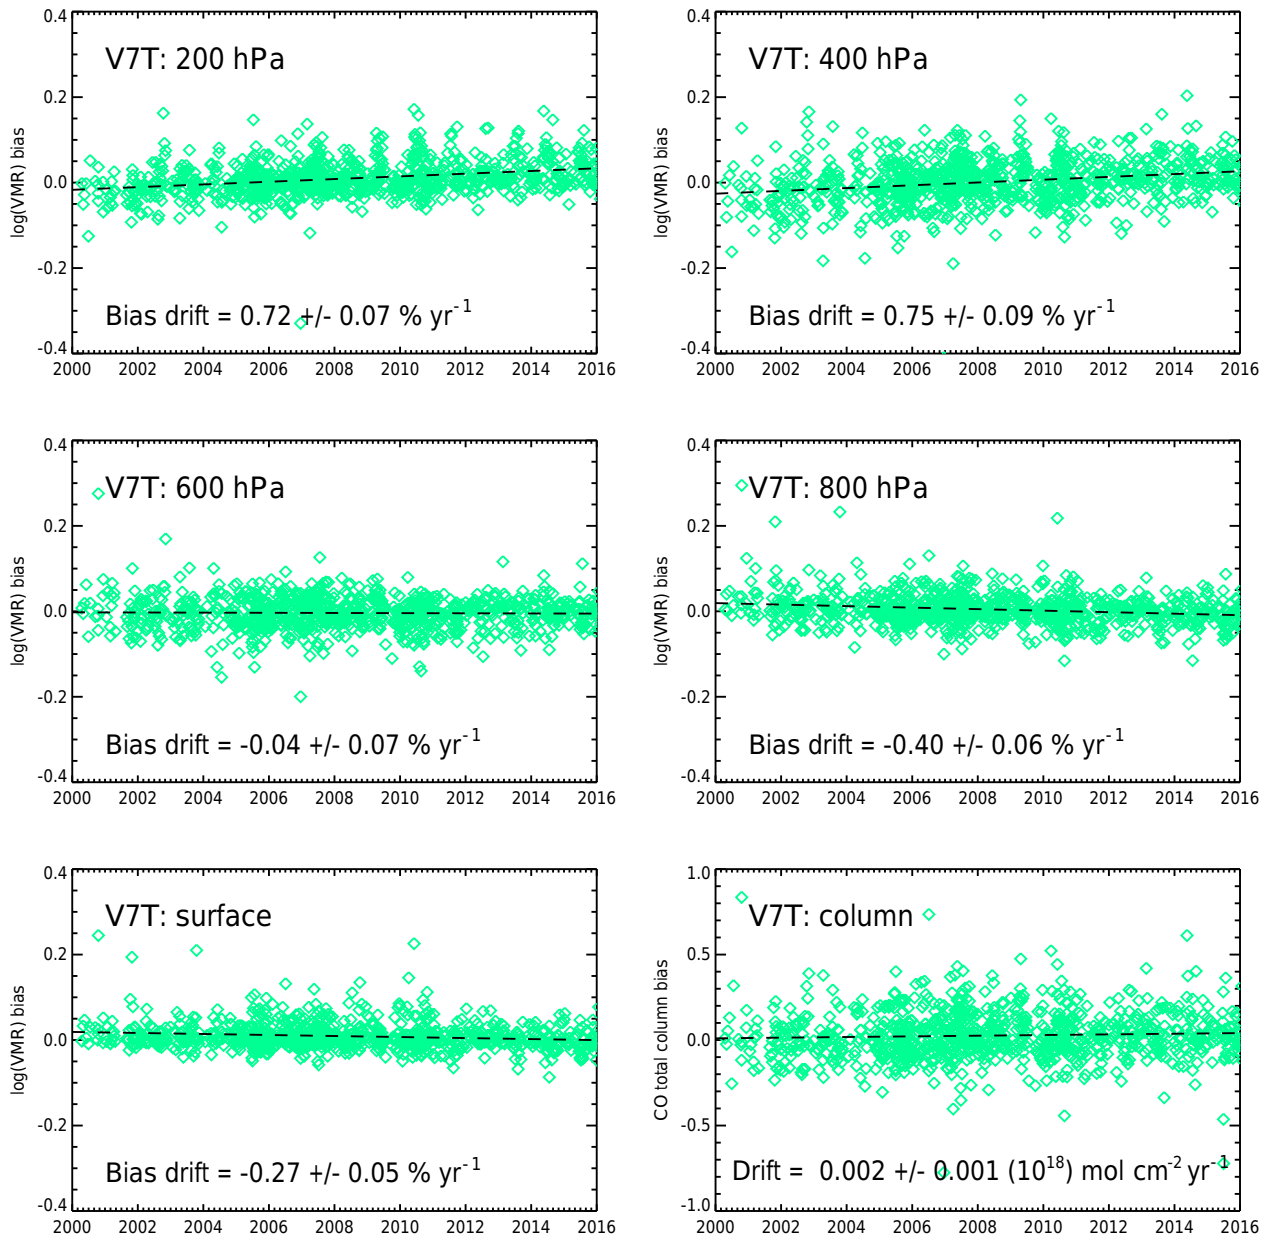 0.4
0.2
0.0
-0.2
-0.4
log(VMR) bias
V7T: 200 hPa
Bias drift = 0.72 +/- 0.07 % yr⁻¹
2000 2002 2004 2006 2008 2010 2012 2014 2016
0.4
0.2
0.0
-0.2
-0.4
log(VMR) bias
V7T: 400 hPa
Bias drift = 0.75 +/- 0.09 % yr⁻¹
2000 2002 2004 2006 2008 2010 2012 2014 2016
0.4
0.2
0.0
-0.2
-0.4
log(VMR) bias
V7T: 600 hPa
Bias drift = -0.04 +/- 0.07 % yr⁻¹
2000 2002 2004 2006 2008 2010 2012 2014 2016
0.4
0.2
0.0
-0.2
-0.4
log(VMR) bias
V7T: 800 hPa
Bias drift = -0.40 +/- 0.06 % yr⁻¹
2000 2002 2004 2006 2008 2010 2012 2014 2016
0.4
0.2
0.0
-0.2
-0.4
log(VMR) bias
V7T: surface
Bias drift = -0.27 +/- 0.05 % yr⁻¹
2000 2002 2004 2006 2008 2010 2012 2014 2016
1.0
0.5
0.0
-0.5
-1.0
CO total column bias
V7T: column
Drift = 0.002 +/- 0.001 (10¹⁸) mol cm⁻² yr⁻¹
2000 2002 2004 2006 2008 2010 2012 2014 2016